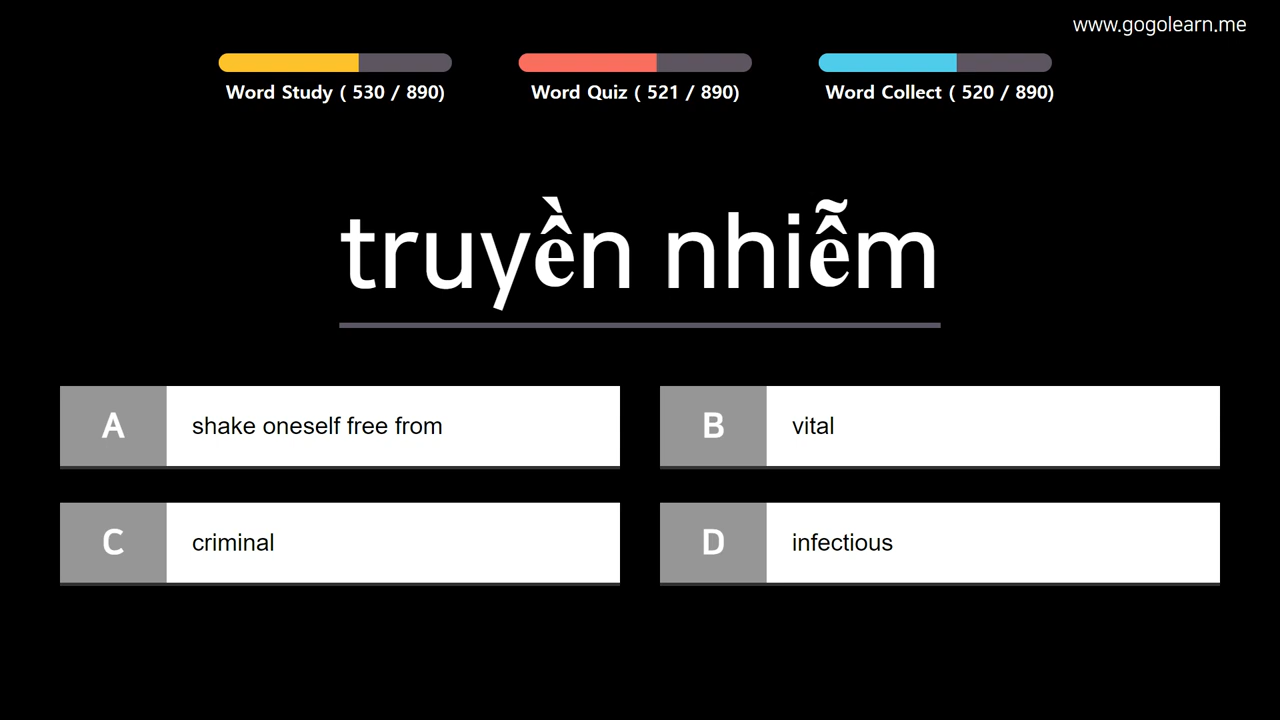 www.gogolearn.me
Word Study ( 530 / 890)
Word Quiz ( 521 / 890)
Word Collect ( 520 / 890)
truyền nhiễm
A shake oneself free from
B vital
C criminal
D infectious